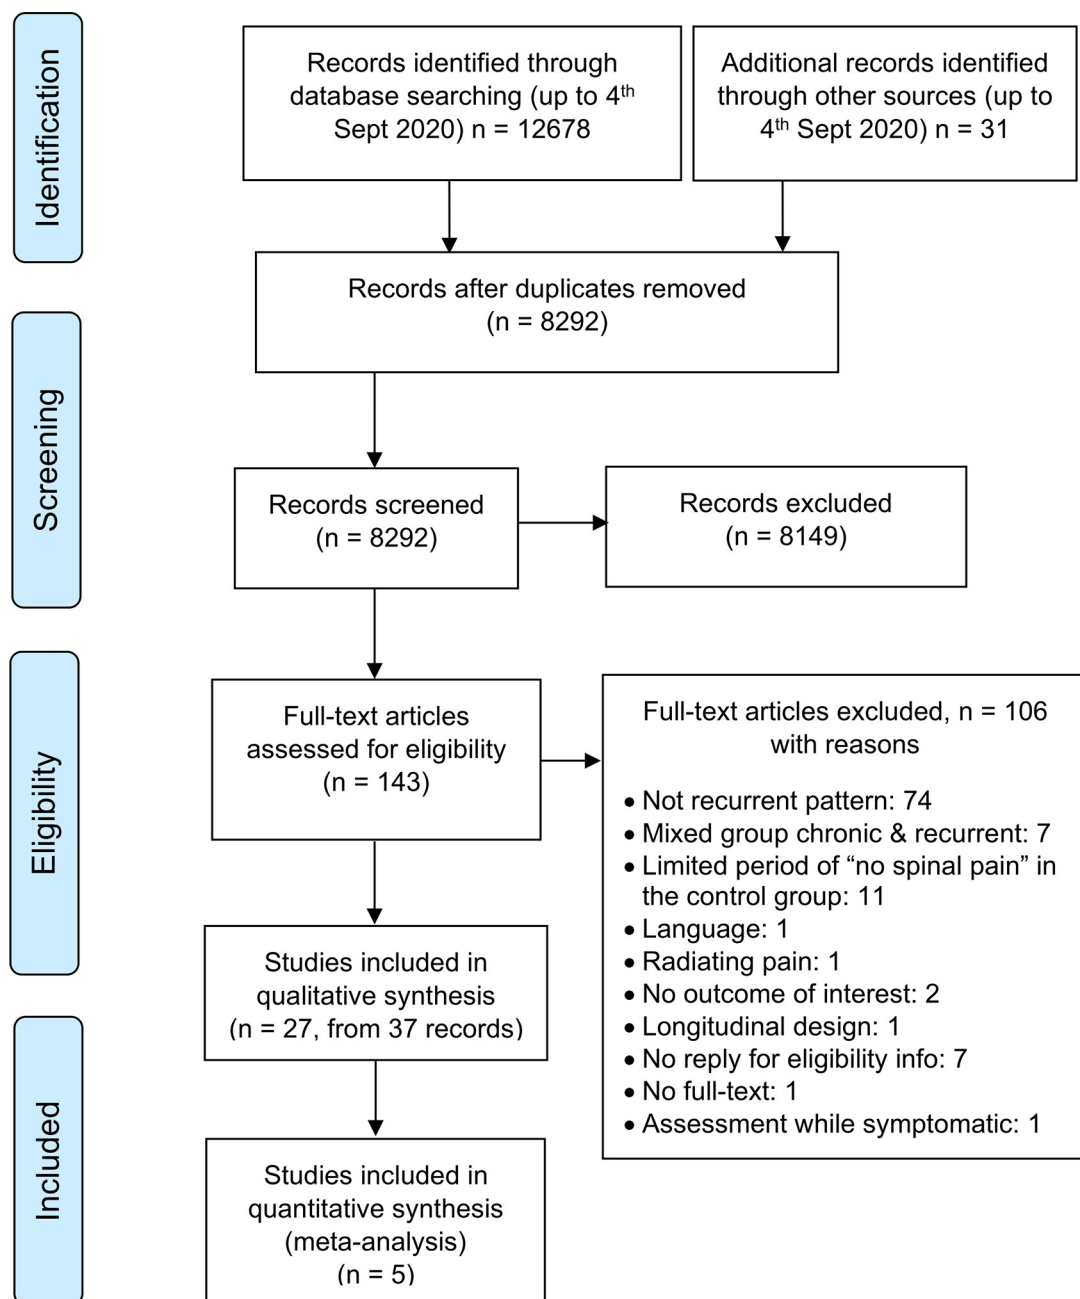 Identification
Records identified through
database searching (up to 4th
Sept 2020) n = 12678
Additional records identified
through other sources (up to
4th Sept 2020) n = 31
Records after duplicates removed
(n = 8292)
Screening
Records screened
(n = 8292)
Records excluded
(n = 8149)
Eligibility
Full-text articles
assessed for eligibility
(n = 143)
Full-text articles excluded, n = 106
with reasons
• Not recurrent pattern: 74
• Mixed group chronic & recurrent: 7
• Limited period of “no spinal pain” in
the control group: 11
• Language: 1
• Radiating pain: 1
• No outcome of interest: 2
• Longitudinal design: 1
• No reply for eligibility info: 7
• No full-text: 1
• Assessment while symptomatic: 1
Studies included in
qualitative synthesis
(n = 27, from 37 records)
Included
Studies included in
quantitative synthesis
(meta-analysis)
(n = 5)